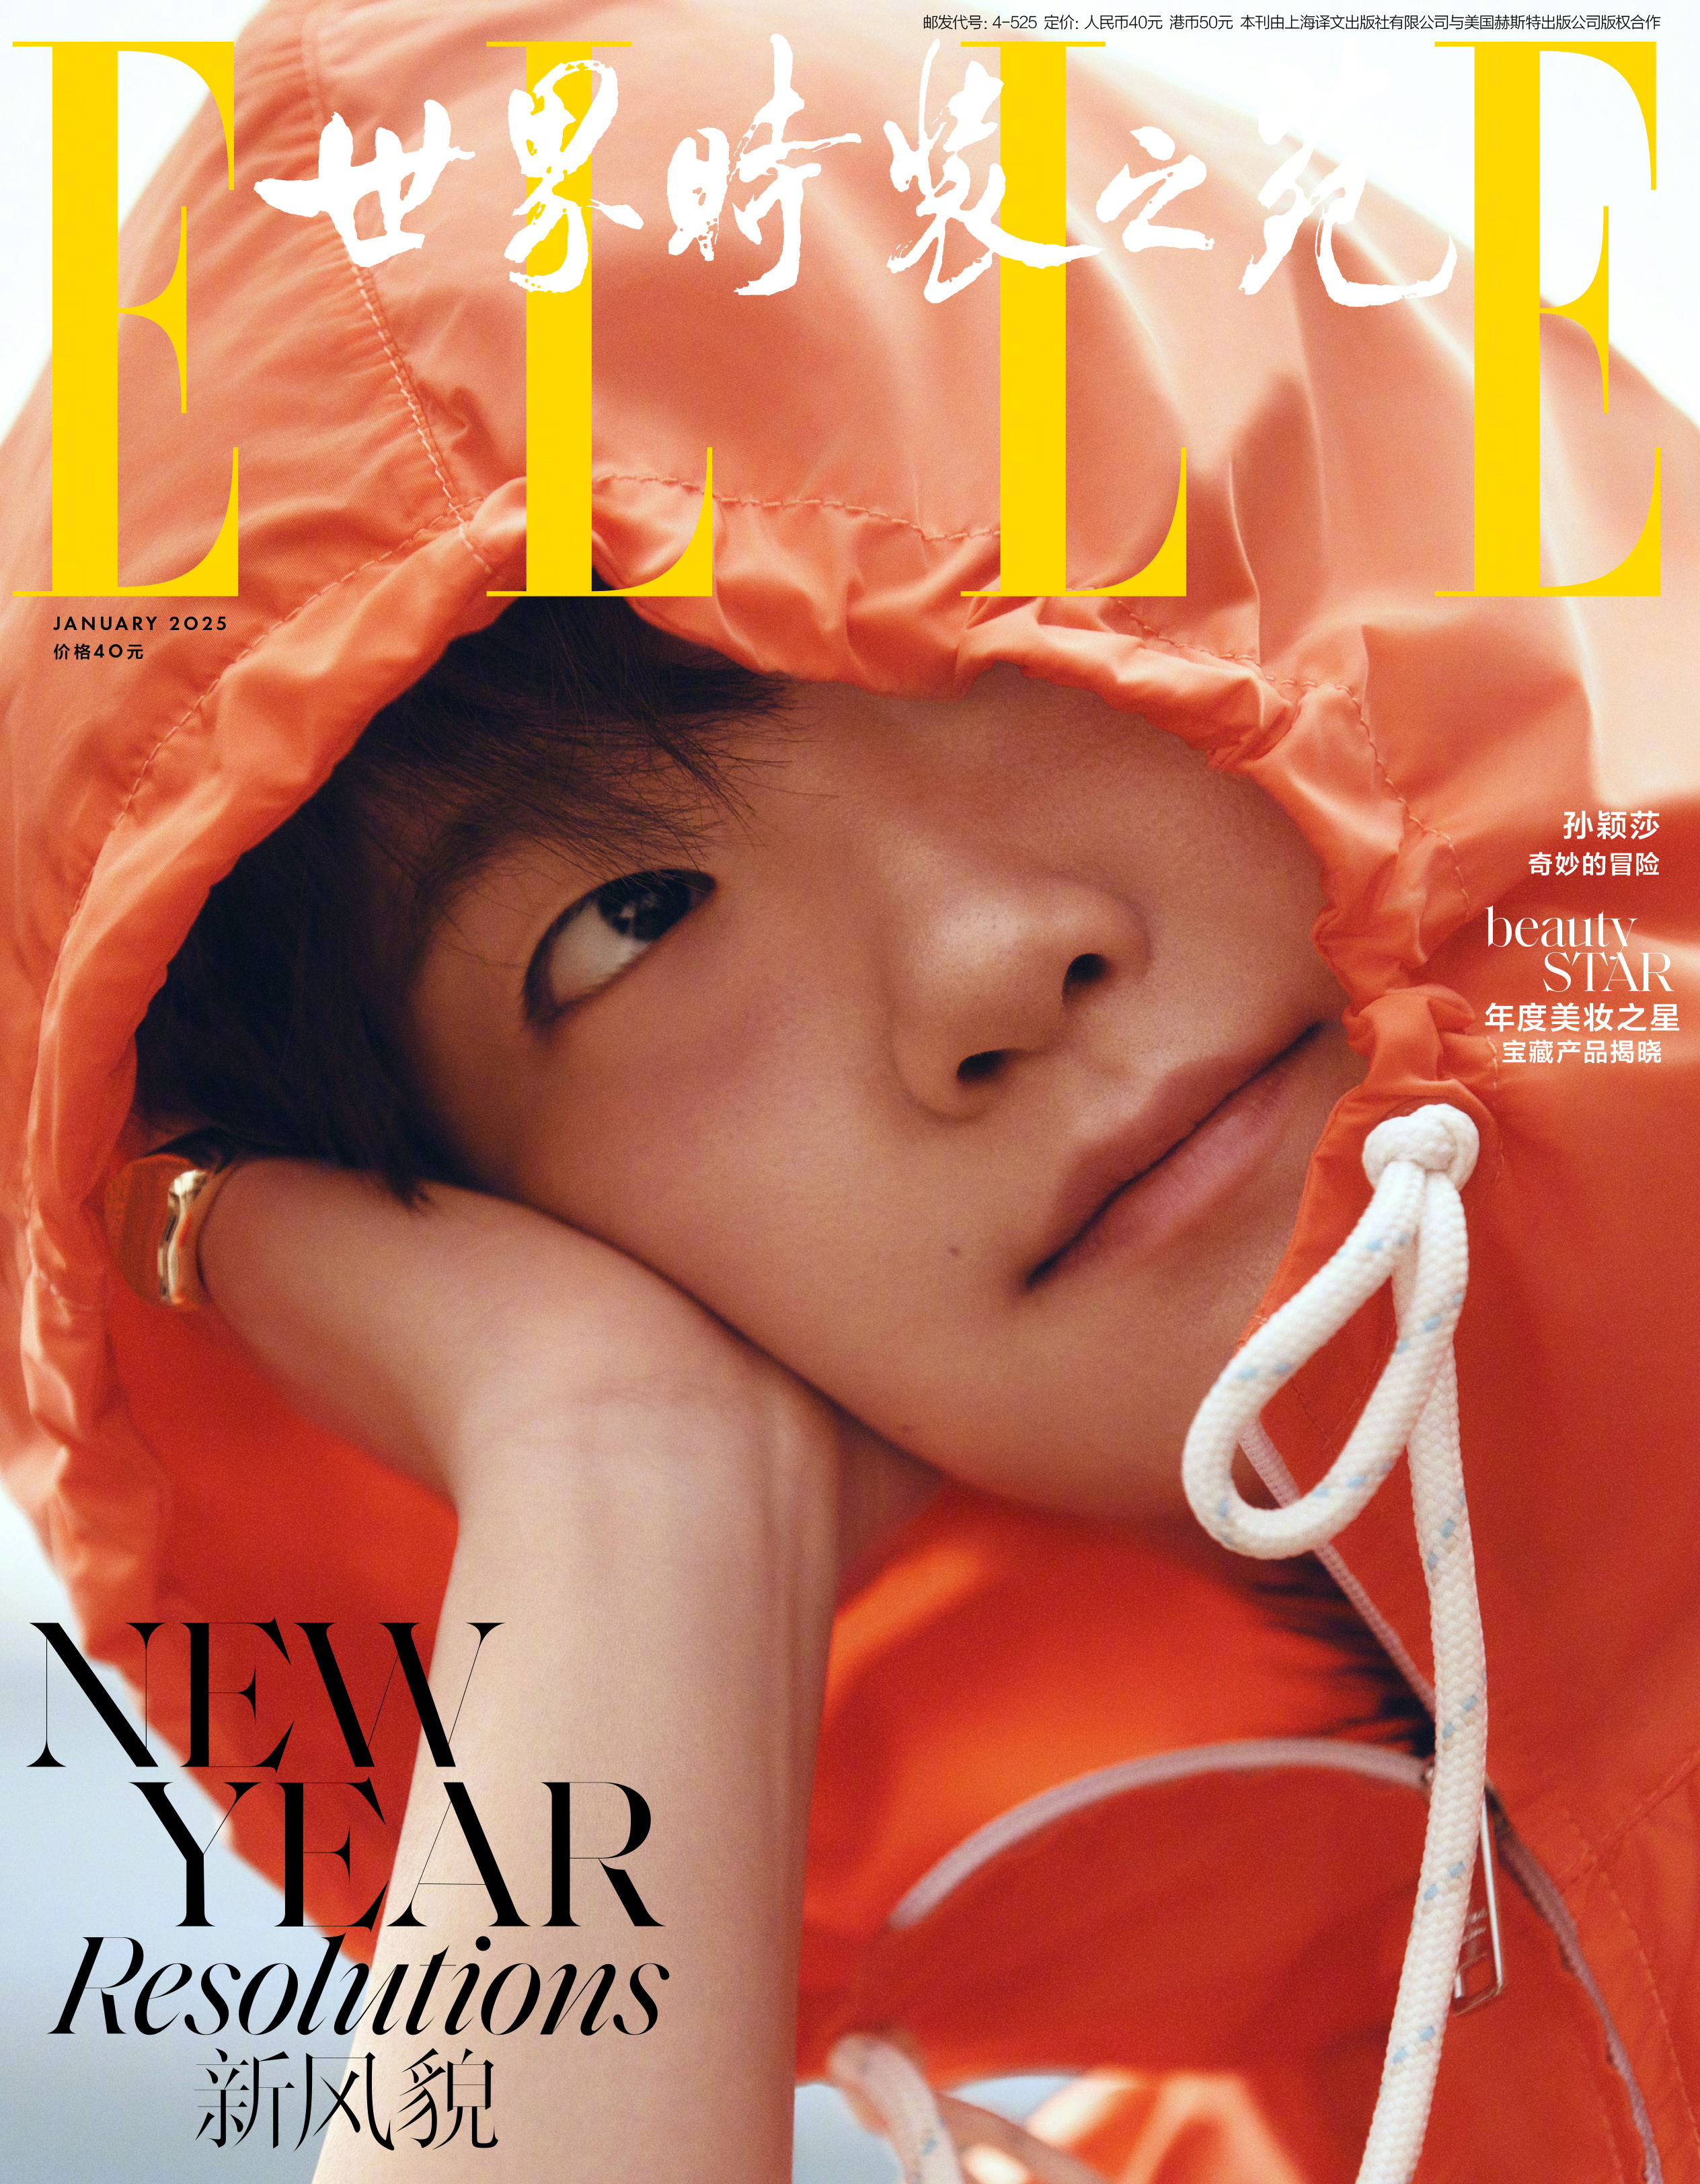 邮发代号: 4-525 定价: 人民币40元 港币50元 本刊由上海译文出版社有限公司与美国赫斯特出版公司版权合作
ELLE
世界時裝之苑
JANUARY 2025
价格40元
孙颖莎
奇妙的冒险
beauty
STAR
年度美妆之星
宝藏产品揭晓
NEW
YEAR
Resolutions
新风貌